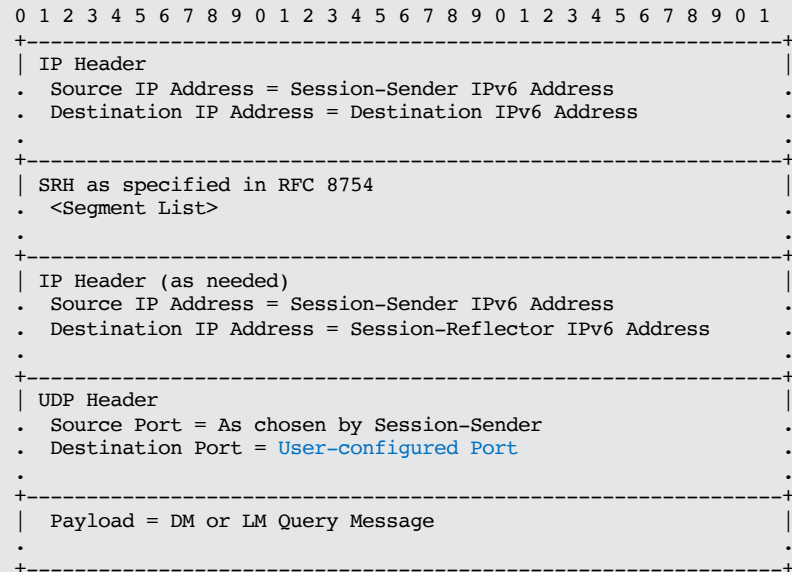 0 1 2 3 4 5 6 7 8 9 0 1 2 3 4 5 6 7 8 9 0 1 2 3 4 5 6 7 8 9 0 1
+---------------------------------------------------------------+
| IP Header                                                     |
.  Source IP Address = Session-Sender IPv6 Address              .
.  Destination IP Address = Destination IPv6 Address            .
.                                                               .
+---------------------------------------------------------------+
| SRH as specified in RFC 8754                                  |
.  <Segment List>                                               .
.                                                               .
+---------------------------------------------------------------+
| IP Header (as needed)                                         |
.  Source IP Address = Session-Sender IPv6 Address              .
.  Destination IP Address = Session-Reflector IPv6 Address      .
.                                                               .
+---------------------------------------------------------------+
| UDP Header                                                    |
.  Source Port = As chosen by Session-Sender                    .
.  Destination Port = User-configured Port                      .
.                                                               .
+---------------------------------------------------------------+
|  Payload = DM or LM Query Message                             |
.                                                               .
+---------------------------------------------------------------+